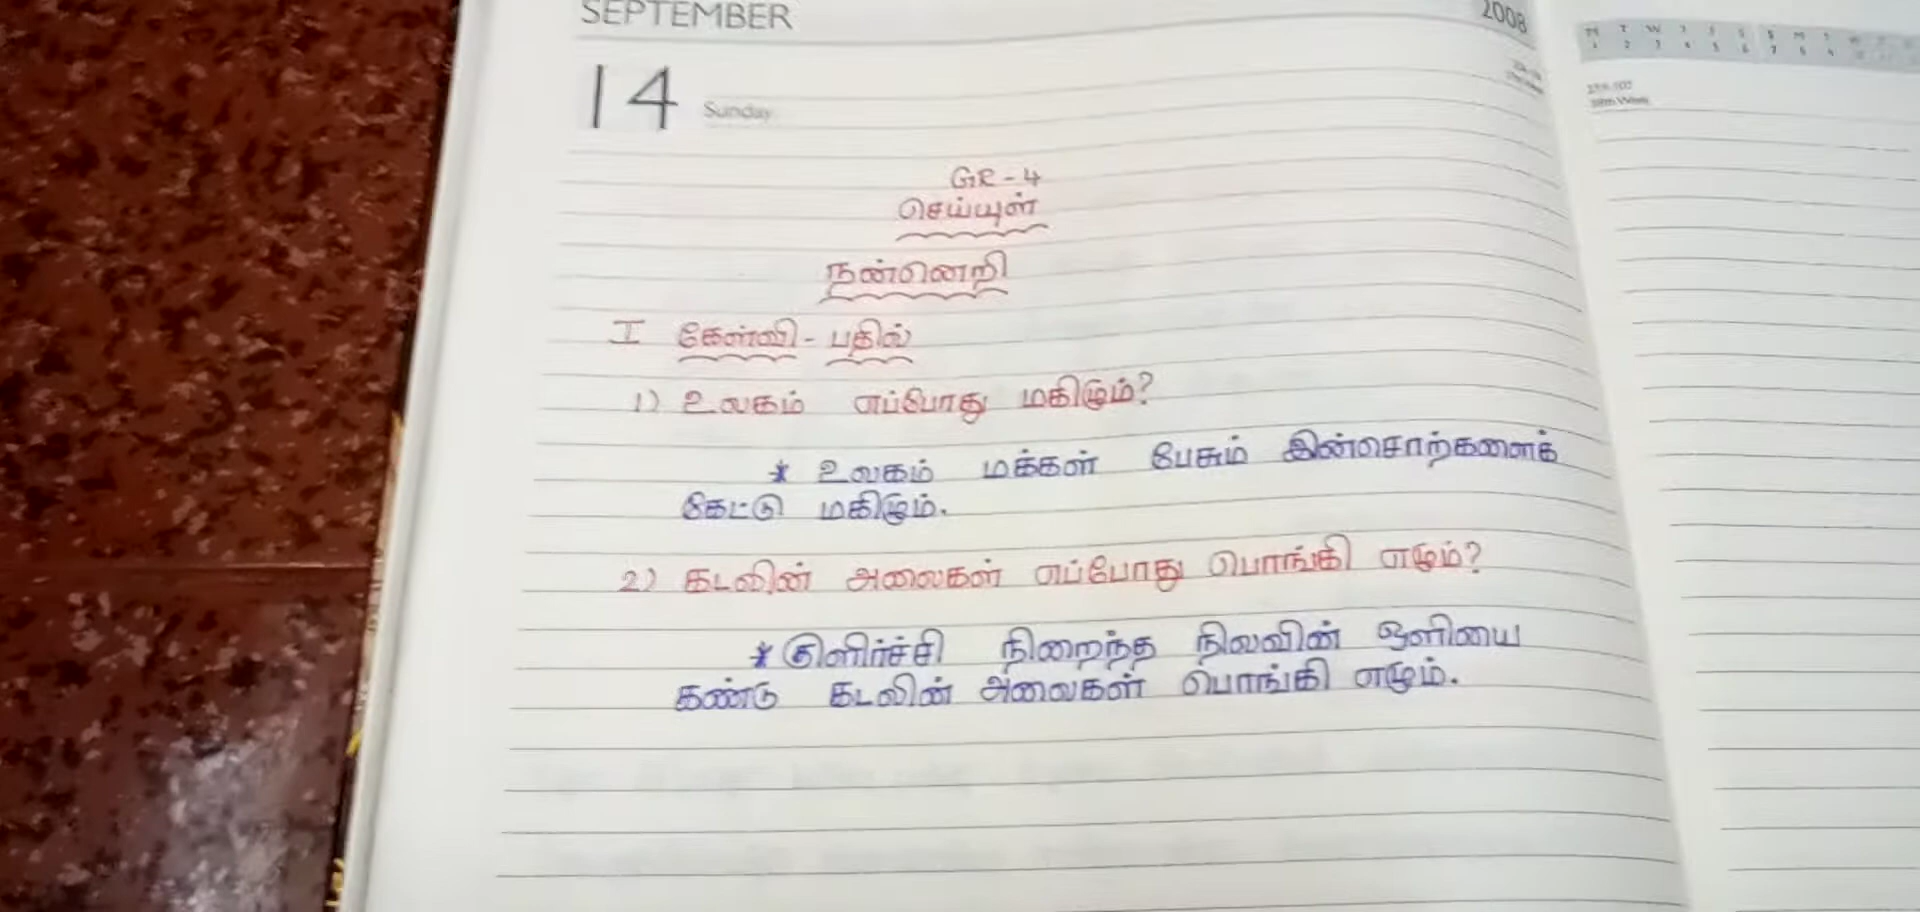 SEPTEMBER 2008
14 Sunday
GR - 4
செய்யுள்
நன்னெறி
I கேள்வி - பதில்
1) உலகம் எப்போது மகிழும்?
* உலகம் மக்கள் பேசும் இன்சொற்களைக்
கேட்டு மகிழும்.
2) கடலின் அலைகள் எப்போது பொங்கி எழும்?
* குளிர்ச்சி நிறைந்த நிலவின் ஒளியை
கண்டு கடலின் அலைகள் பொங்கி எழும்.